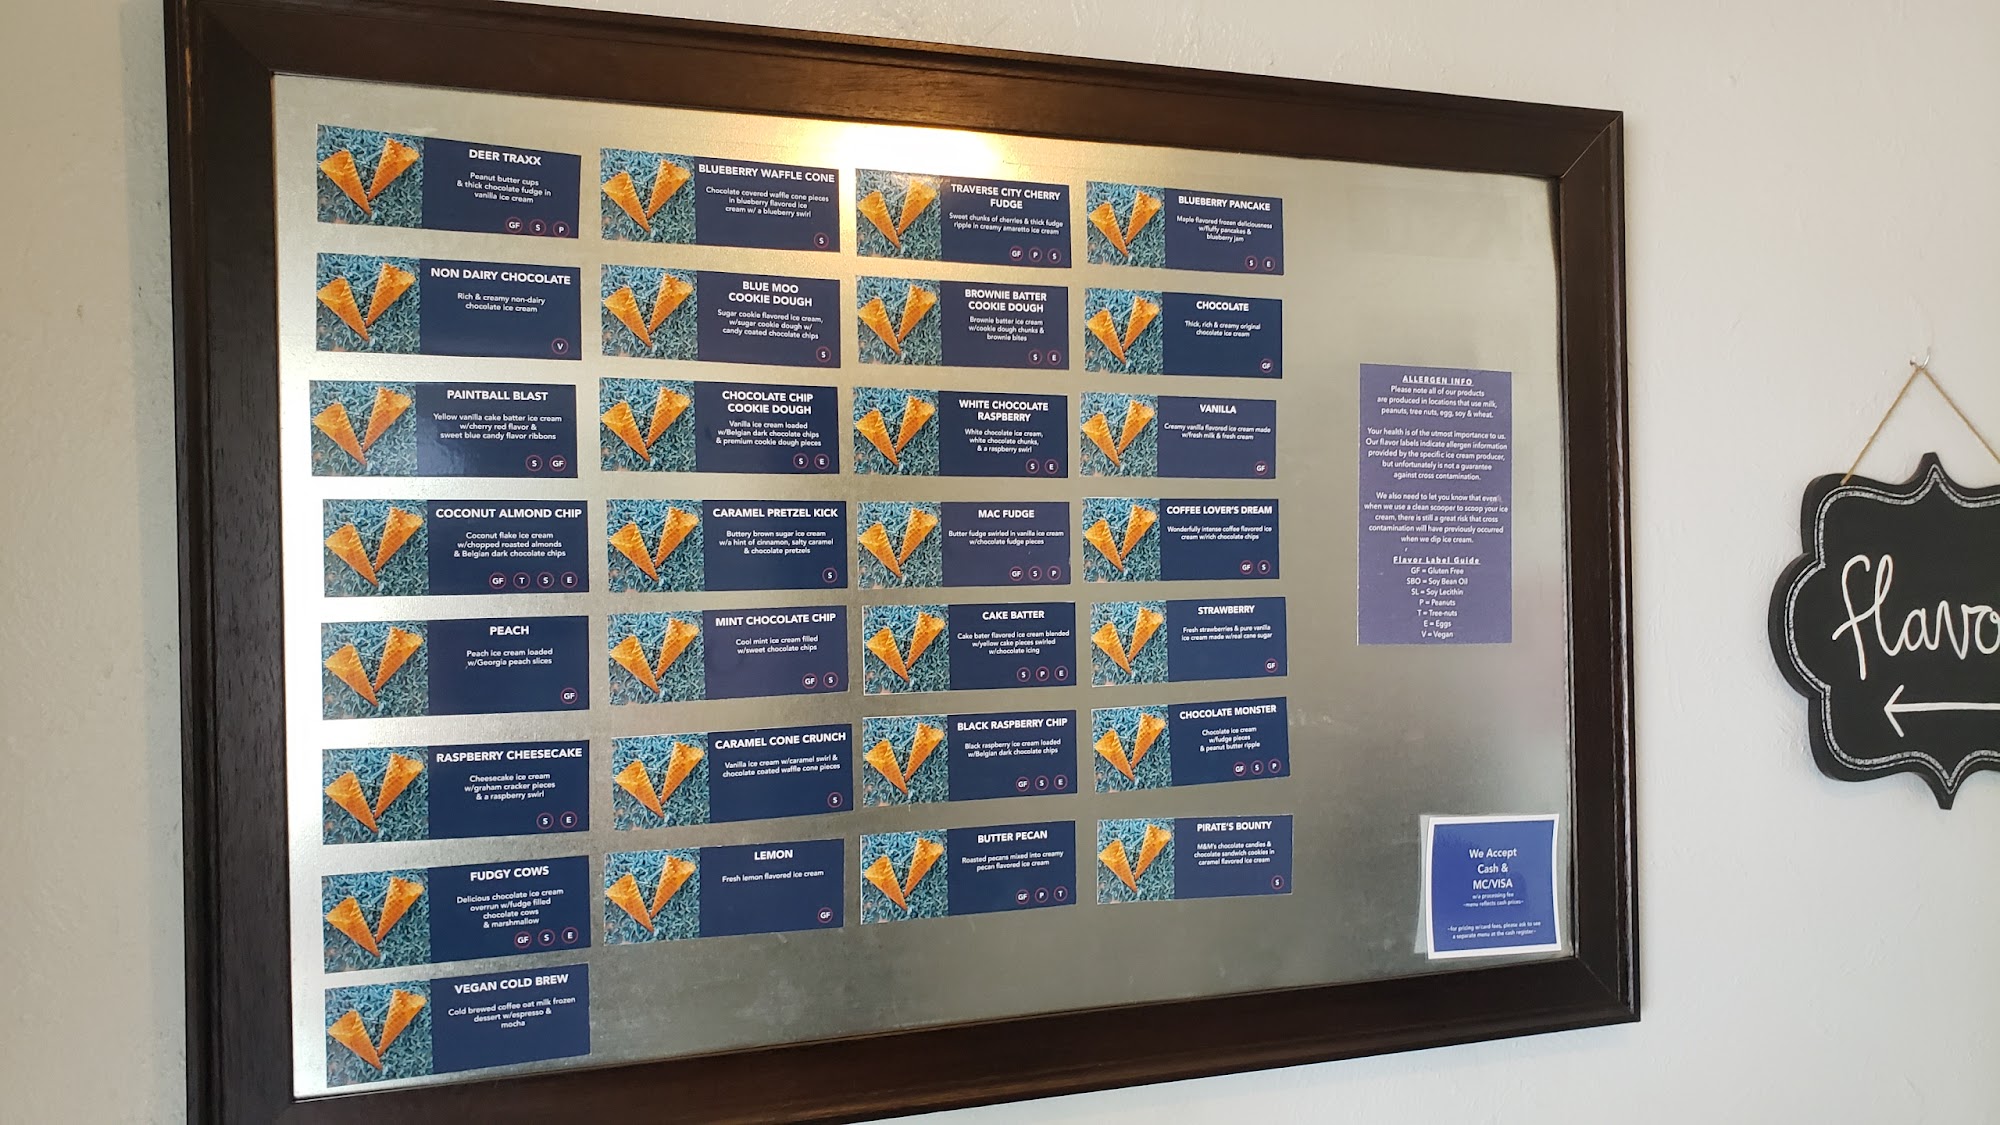 DEER TRAXX
Peanut butter cups
& thick chocolate fudge in
vanilla ice cream
GF S P
NON DAIRY CHOCOLATE
Rich & creamy non-dairy
chocolate ice cream
V
PAINTBALL BLAST
Yellow vanilla cake batter ice cream
w/cherry red flavor &
sweet blue candy flavor ribbons
S GF
COCONUT ALMOND CHIP
Coconut flake ice cream
w/chopped roasted almonds
& Belgian dark chocolate chips
GF T S E
PEACH
Peach ice cream loaded
w/Georgia peach slices
GF
RASPBERRY CHEESECAKE
Cheesecake ice cream
w/graham cracker pieces
& a raspberry swirl
S E
FUDGY COWS
Delicious chocolate ice cream
overrun w/fudge filled
chocolate cows
& marshmallow
GF S E
VEGAN COLD BREW
Cold brewed coffee oat milk frozen
dessert w/espresso &
mocha
BLUEBERRY WAFFLE CONE
Chocolate covered waffle cone pieces
in blueberry flavored ice
cream w/ a blueberry swirl
S
BLUE MOO
COOKIE DOUGH
Sugar cookie flavored ice cream,
w/sugar cookie dough w/
candy coated chocolate chips
S
CHOCOLATE CHIP
COOKIE DOUGH
Vanilla ice cream loaded
w/Belgian dark chocolate chips
& premium cookie dough pieces
S E
CARAMEL PRETZEL KICK
Buttery brown sugar ice cream
w/a hint of cinnamon, salty caramel
& chocolate pretzels
S
MINT CHOCOLATE CHIP
Cool mint ice cream filled
w/sweet chocolate chips
GF S
CARAMEL CONE CRUNCH
Vanilla ice cream w/caramel swirl &
chocolate coated waffle cone pieces
S
LEMON
Fresh lemon flavored ice cream
GF
TRAVERSE CITY CHERRY
FUDGE
Sweet chunks of cherries & thick fudge
ripple in creamy amaretto ice cream
GF P S
BROWNIE BATTER
COOKIE DOUGH
Brownie batter ice cream
w/cookie dough chunks &
brownie bites
S E
WHITE CHOCOLATE
RASPBERRY
White chocolate ice cream,
white chocolate chunks,
& a raspberry swirl
S E
MAC FUDGE
Butter fudge swirled in vanilla ice cream
w/chocolate fudge pieces
GF S P
CAKE BATTER
Cake bater flavored ice cream blended
w/yellow cake pieces swirled
w/chocolate icing
S P E
BLACK RASPBERRY CHIP
Black raspberry ice cream loaded
w/Belgian dark chocolate chips
GF S E
BUTTER PECAN
Roasted pecans mixed into creamy
pecan flavored ice cream
GF P T
BLUEBERRY PANCAKE
Maple flavored frozen deliciousness
w/fluffy pancakes &
blueberry jam
S E
CHOCOLATE
Thick, rich & creamy original
chocolate ice cream
GF
VANILLA
Creamy vanilla flavored ice cream made
w/fresh milk & fresh cream
GF
COFFEE LOVER'S DREAM
Wonderfully intense coffee flavored ice
cream w/rich chocolate chips
GF S
STRAWBERRY
Fresh strawberries & pure vanilla
ice cream made w/real cane sugar
GF
CHOCOLATE MONSTER
Chocolate ice cream
w/fudge pieces
& peanut butter ripple
GF S P
PIRATE'S BOUNTY
M&M's chocolate candies &
chocolate sandwich cookies in
caramel flavored ice cream
S
ALLERGEN INFO
Please note all of our products
are produced in locations that use milk,
peanuts, tree nuts, egg, soy & wheat.
Your health is of the utmost importance to us.
Our flavor labels indicate allergen information
provided by the specific ice cream producer,
but unfortunately is not a guarantee
against cross contamination.
We also need to let you know that even
when we use a clean scooper to scoop your ice
cream, there is still a great risk that cross
contamination will have previously occurred
when we dip ice cream.
Flavor Label Guide
GF = Gluten Free
SBO = Soy Bean Oil
SL = Soy Lecithin
P = Peanuts
T = Tree-nuts
E = Eggs
V = Vegan
We Accept
Cash &
MC/VISA
w/a processing fee
~menu reflects cash prices~
~for pricing w/card fees, please ask to see
a separate menu at the cash register~
flavo